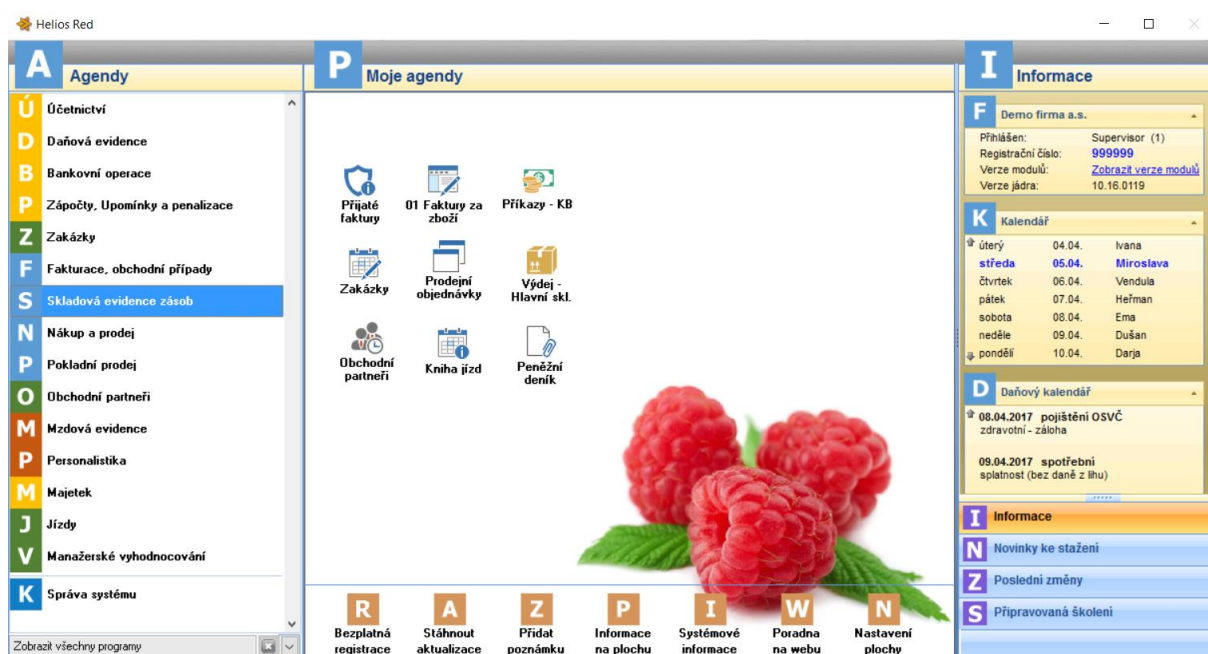 Helios Red
A Agendy
Ú Účetnictví
D Daňová evidence
B Bankovní operace
P Zápočty, Upomínky a penalizace
Z Zakázky
F Fakturace, obchodní případy
S Skladová evidence zásob
N Nákup a prodej
P Pokladní prodej
O Obchodní partneři
M Mzdová evidence
P Personalistika
M Majetek
J Jízdy
V Manažerské vyhodnocování
K Správa systému
Zobrazit všechny programy
P Moje agendy
Přijaté
faktury
01 Faktury za
zboží
Příkazy - KB
Zakázky
Prodejní
objednávky
Výdej -
Hlavní skl.
Obchodní
partneři
Kniha jízd
Peněžní
deník
R
Bezplatná
registrace
A
Stáhnout
aktualizace
Z
Přidat
poznámku
P
Informace
na plochu
I
Systémové
informace
W
Poradna
na webu
N
Nastavení
plochy
I Informace
F Demo firma a.s.
Přihlášen: Supervisor (1)
Registrační číslo: 999999
Verze modulů: Zobrazit verze modulů
Verze jádra: 10.16.0119
K Kalendář
úterý 04.04. Ivana
středa 05.04. Miroslava
čtvrtek 06.04. Vendula
pátek 07.04. Heřman
sobota 08.04. Ema
neděle 09.04. Dušan
pondělí 10.04. Darja
D Daňový kalendář
08.04.2017 pojištění OSVČ
zdravotní - záloha
09.04.2017 spotřební
splatnost (bez daně z lihu)
I Informace
N Novinky ke stažení
Z Poslední změny
S Připravovaná školení